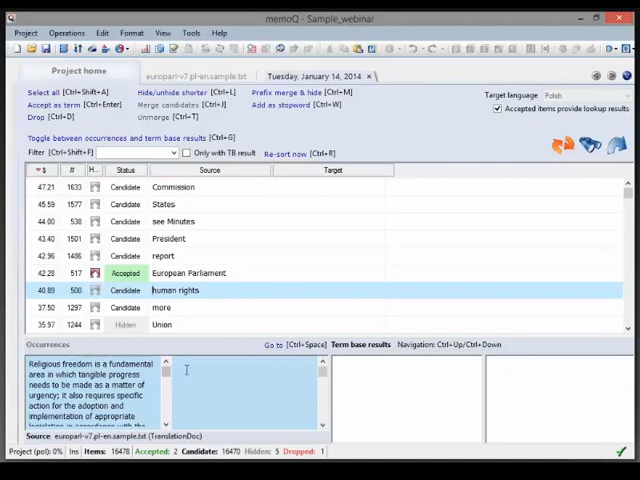 memoQ - Sample_webinar
Project Operations Edit Format View Tools Help
Project home europarl-v7.pl-en.sample.txt Tuesday, January 14, 2014
Select all [Ctrl+Shift+A] Hide/unhide shorter [Ctrl+L] Prefix merge & hide [Ctrl+M] Target language Polish
Accept as term [Ctrl+Enter] Merge candidates [Ctrl+J] Add as stopword [Ctrl+W] Accepted items provide lookup results
Drop [Ctrl+D] Unmerge [Ctrl+T]
Toggle between occurrences and term base results [Ctrl+G]
Filter [Ctrl+Shift+F] Only with TB result Re-sort now [Ctrl+R]
$ # H... Status Source Target
47.21 1633 Candidate Commission
45.59 1577 Candidate States
44.00 538 Candidate see Minutes
43.40 1501 Candidate President
42.96 1486 Candidate report
42.28 517 Accepted European Parliament
40.89 500 Candidate human rights
37.50 1297 Candidate more
35.97 1244 Hidden Union
Occurrences Go to [Ctrl+Space] Term base results Navigation: Ctrl+Up/Ctrl+Down
Religious freedom is a fundamental
area in which tangible progress
needs to be made as a matter of
urgency; it also requires specific
action for the adoption and
implementation of appropriate
legislation in accordance with the
Source europarl-v7.pl-en.sample.txt (TranslationDoc)
Project (pol): 0% Ins Items: 16478 Accepted: 2 Candidate: 16470 Hidden: 5 Dropped: 1